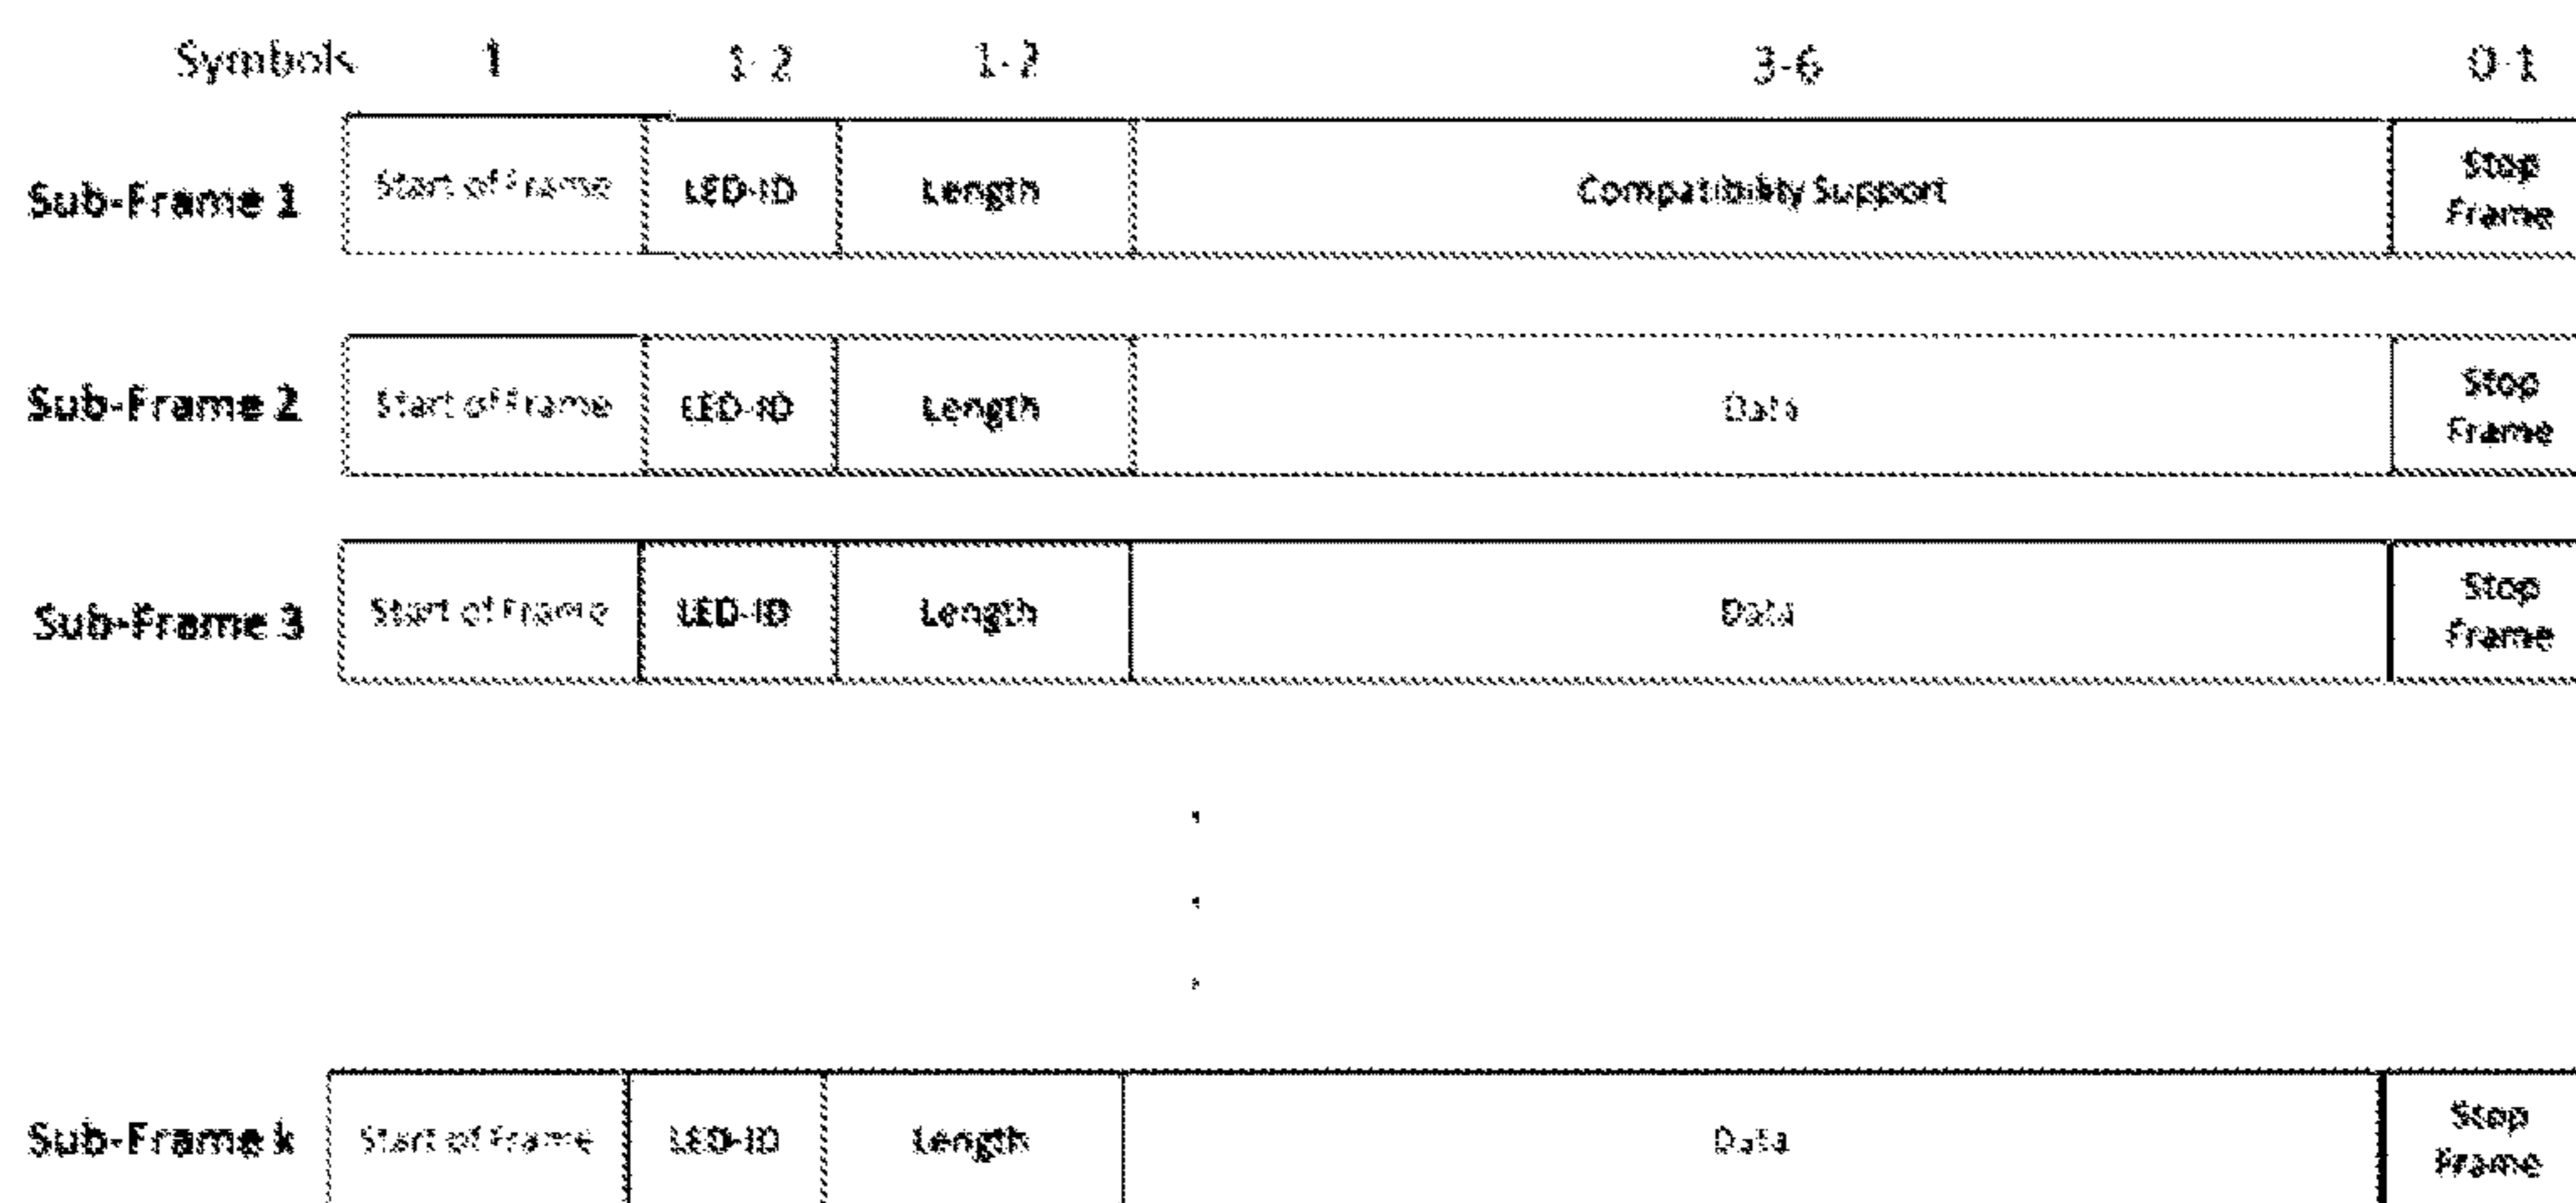 Symbols 1 1-2 1-2 3-6 0-1
Sub-Frame 1 Start of Frame LED-ID Length Compatibility Support Stop Frame
Sub-Frame 2 Start of Frame LED-ID Length Data Stop Frame
Sub-Frame 3 Start of Frame LED-ID Length Data Stop Frame
Sub-Frame k Start of Frame LED-ID Length Data Stop Frame